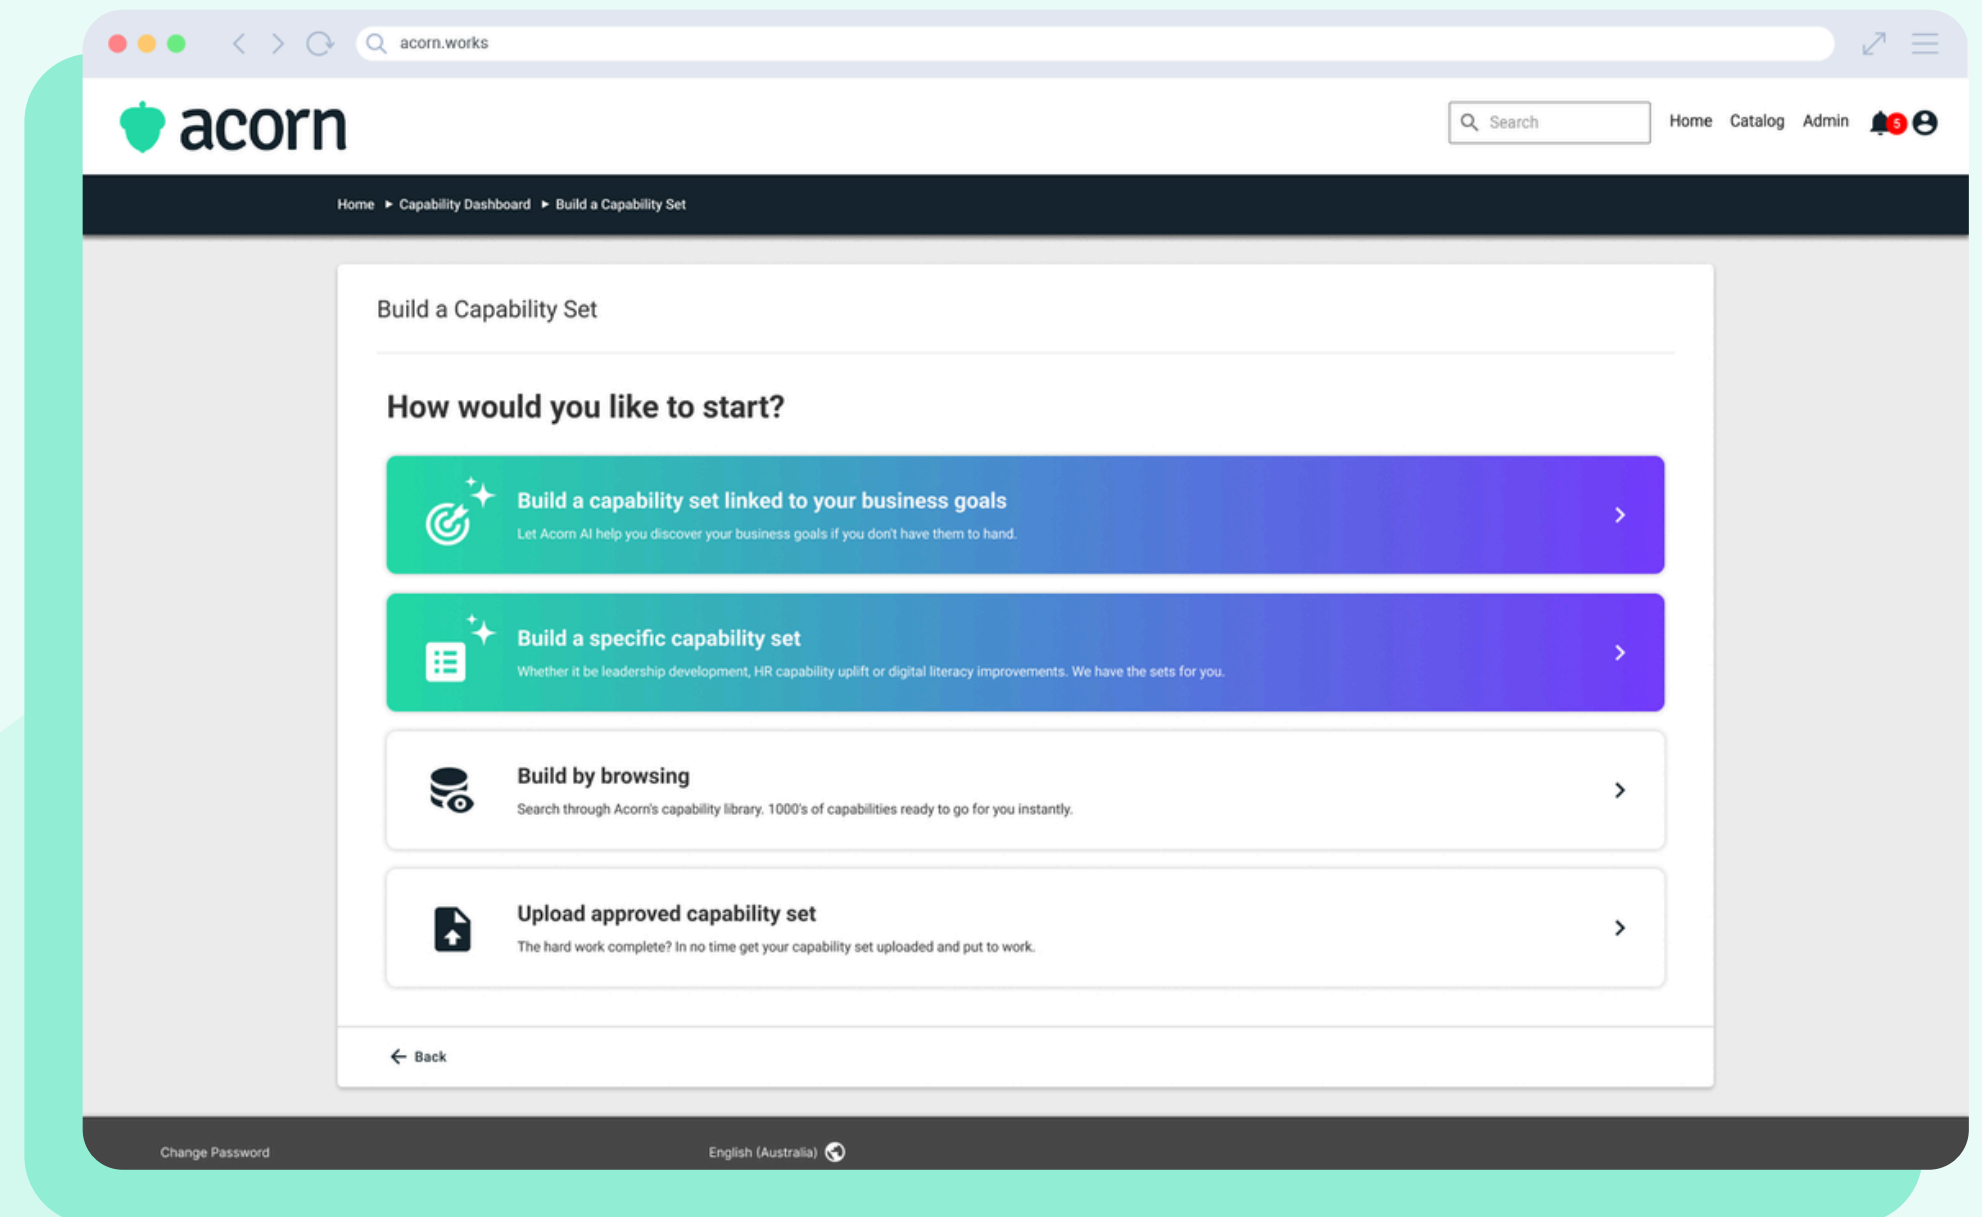 acorn.works
acorn
Search
Home Catalog Admin 5
Home ▸ Capability Dashboard ▸ Build a Capability Set
Build a Capability Set
How would you like to start?
Build a capability set linked to your business goals
Let Acorn AI help you discover your business goals if you don't have them to hand.
Build a specific capability set
Whether it be leadership development, HR capability uplift or digital literacy improvements. We have the sets for you.
Build by browsing
Search through Acorn's capability library. 1000's of capabilities ready to go for you instantly.
Upload approved capability set
The hard work complete? In no time get your capability set uploaded and put to work.
Back
Change Password
English (Australia)